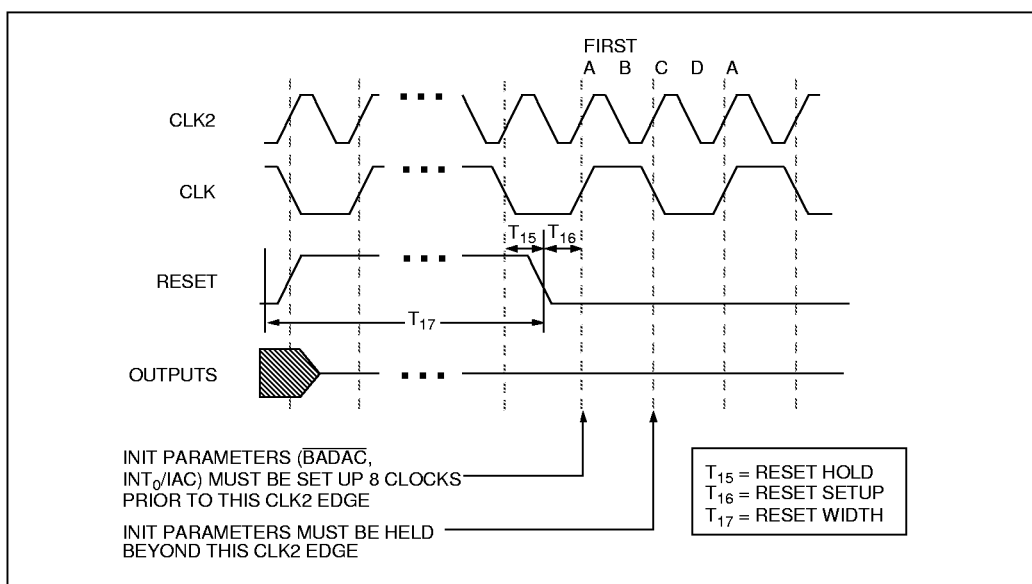 FIRST
A B C D A
CLK2
CLK
T15 T16
RESET
T17
OUTPUTS
INIT PARAMETERS (B̅A̅D̅A̅C̅,
INT0/IAC) MUST BE SET UP 8 CLOCKS
PRIOR TO THIS CLK2 EDGE
INIT PARAMETERS MUST BE HELD
BEYOND THIS CLK2 EDGE
T15 = RESET HOLD
T16 = RESET SETUP
T17 = RESET WIDTH